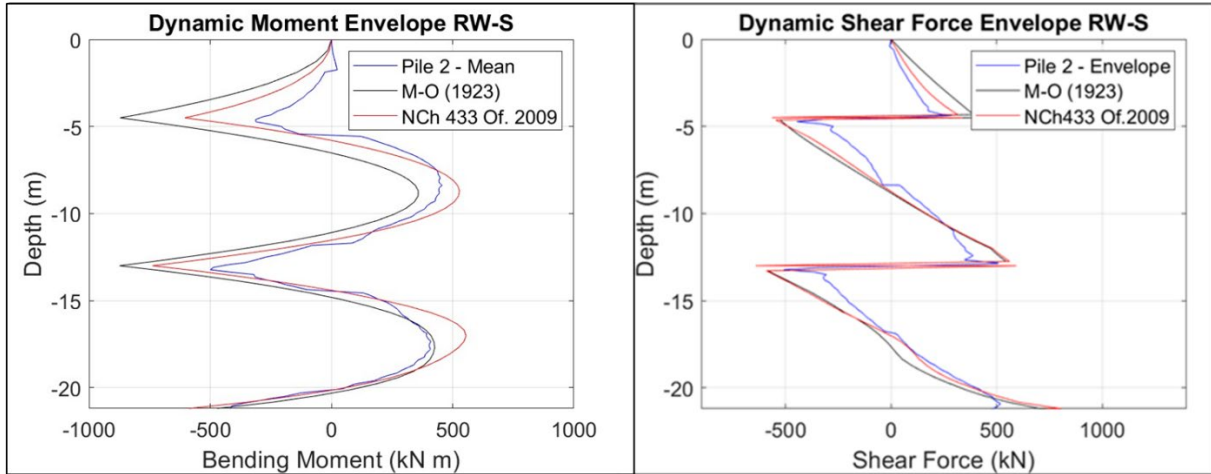 Dynamic Moment Envelope RW-S
0
-5
-10
-15
-20
Depth (m)
Pile 2 - Mean
M-O (1923)
NCh 433 Of. 2009
-1000 -500 0 500 1000
Bending Moment (kN m)
Dynamic Shear Force Envelope RW-S
0
-5
-10
-15
-20
Depth (m)
Pile 2 - Envelope
M-O (1923)
NCh433 Of.2009
-500 0 500 1000
Shear Force (kN)